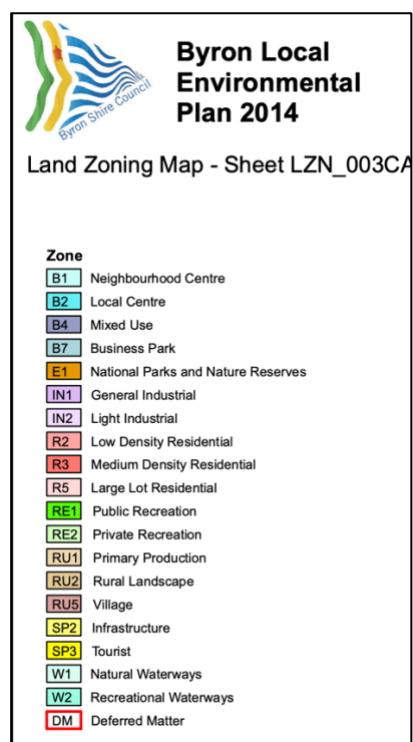 Byron Shire Council
Byron Local
Environmental
Plan 2014
Land Zoning Map - Sheet LZN_003CA
Zone
B1 Neighbourhood Centre
B2 Local Centre
B4 Mixed Use
B7 Business Park
E1 National Parks and Nature Reserves
IN1 General Industrial
IN2 Light Industrial
R2 Low Density Residential
R3 Medium Density Residential
R5 Large Lot Residential
RE1 Public Recreation
RE2 Private Recreation
RU1 Primary Production
RU2 Rural Landscape
RU5 Village
SP2 Infrastructure
SP3 Tourist
W1 Natural Waterways
W2 Recreational Waterways
DM Deferred Matter